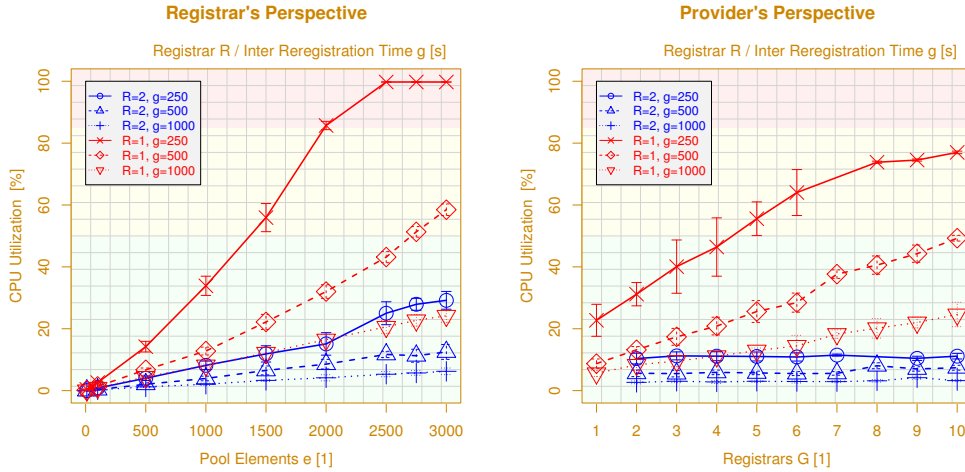 Registrar's Perspective
Registrar R / Inter Reregistration Time g [s]
R=2, g=250
R=2, g=500
R=2, g=1000
R=1, g=250
R=1, g=500
R=1, g=1000
CPU Utilization [%]
0 20 40 60 80 100
0 500 1000 1500 2000 2500 3000
Pool Elements e [1]
Provider's Perspective
Registrar R / Inter Reregistration Time g [s]
R=2, g=250
R=2, g=500
R=2, g=1000
R=1, g=250
R=1, g=500
R=1, g=1000
CPU Utilization [%]
0 20 40 60 80 100
1 2 3 4 5 6 7 8 9 10
Registrars G [1]